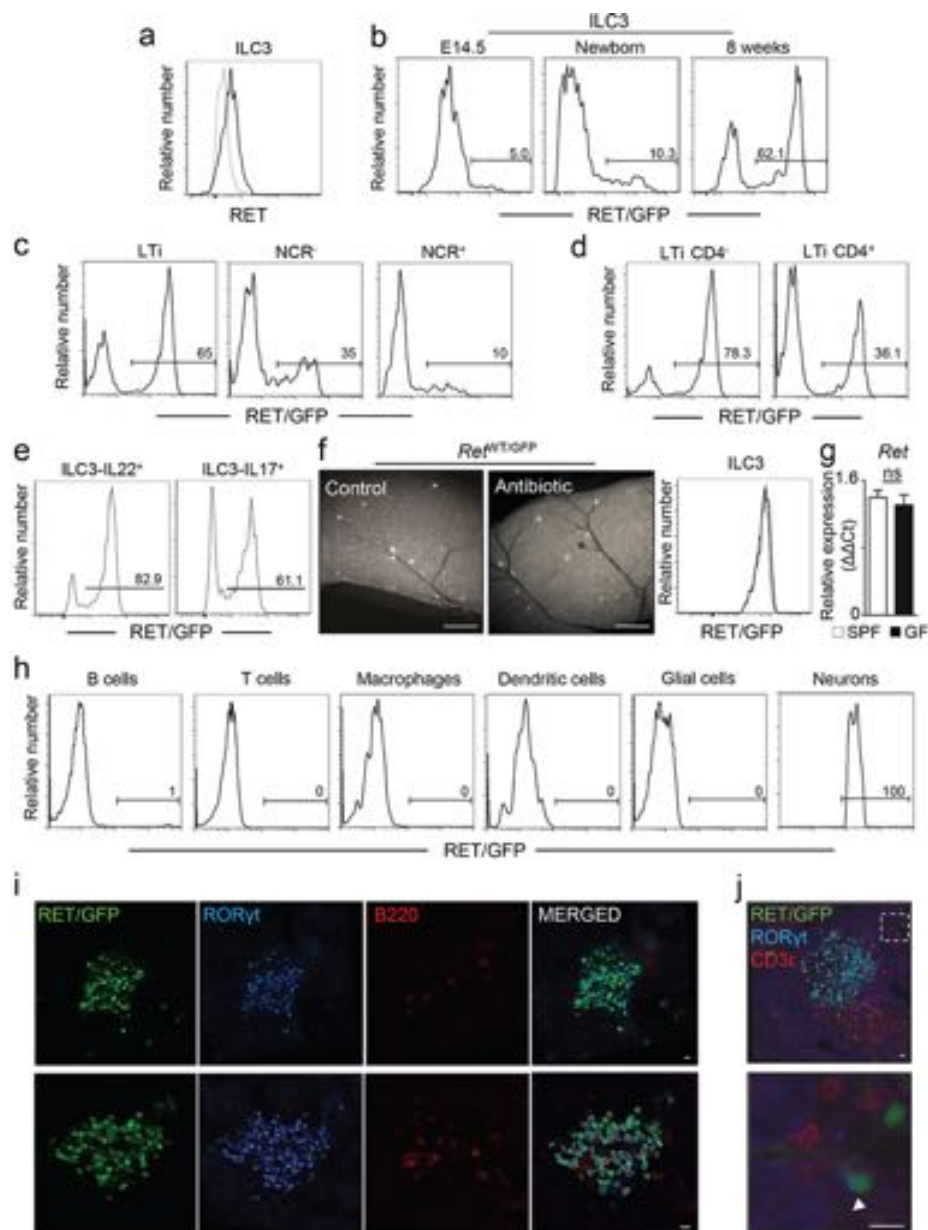 a
ILC3
Relative number
RET
b
ILC3
E14.5
Newborn
8 weeks
Relative number
5.0
10.3
62.1
RET/GFP
c
LTi
NCR⁻
NCR⁺
Relative number
65
35
10
RET/GFP
d
LTi CD4⁻
LTi CD4⁺
Relative number
78.3
36.1
RET/GFP
e
ILC3-IL22⁺
ILC3-IL17⁺
Relative number
82.9
61.1
RET/GFP
f
Ret^WT/GFP
Control
Antibiotic
ILC3
Relative number
RET/GFP
g
Ret
ns
1.6
0
Relative expression
(ΔΔCt)
SPF
GF
h
B cells
T cells
Macrophages
Dendritic cells
Glial cells
Neurons
Relative number
1
0
0
0
0
100
RET/GFP
i
RET/GFP
RORγt
B220
MERGED
j
RET/GFP
RORγt
CD3ε